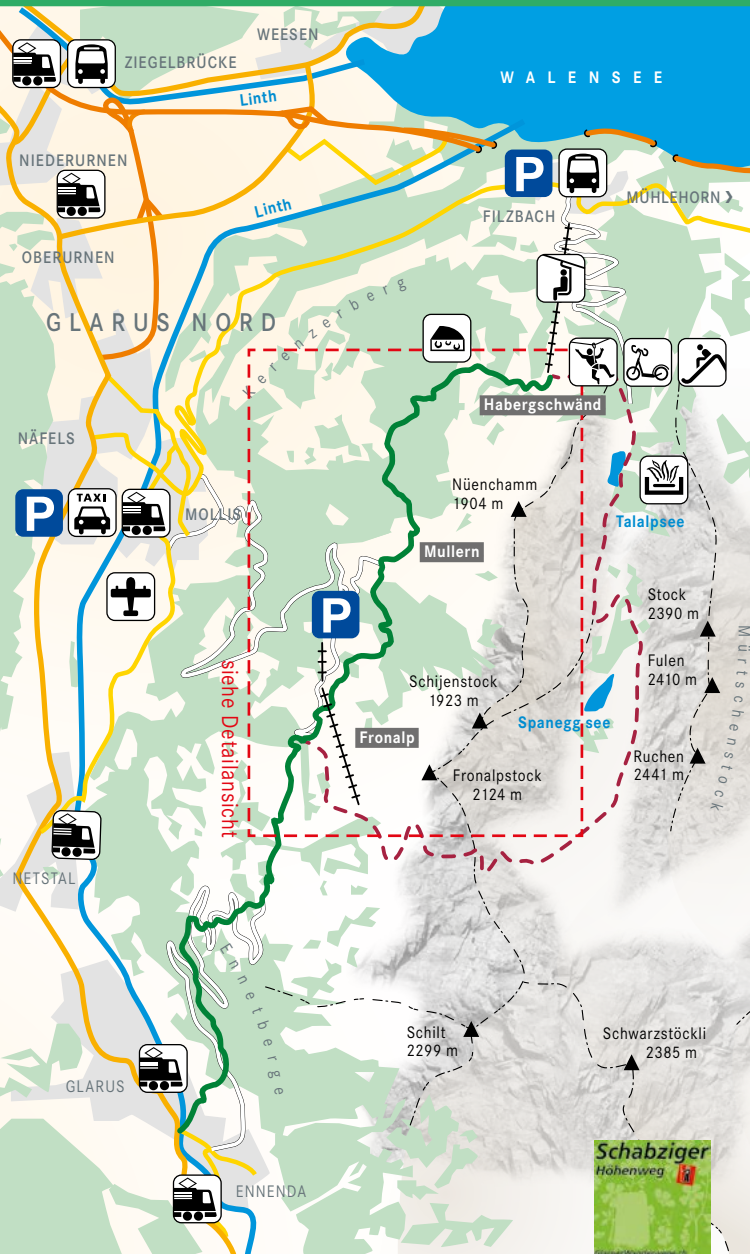 WEESEN
ZIEGELBRÜCKE
WALENSEE
Linth
NIEDERURNEN
P
MÜHLEHORN ❯
Linth
FILZBACH
OBERURNEN
GLARUS NORD
Kerenzerberg
Habergschwänd
NÄFELS
Nüenchamm
1904 m
P
TAXI
MOLLIS
Talalpsee
Mullern
Stock
2390 m
P
Mürtschenstock
siehe Detailansicht
Fulen
2410 m
Schijenstock
1923 m
Spanegg see
Fronalp
Ruchen
2441 m
Fronalpstock
2124 m
NETSTAL
Ennetberge
Schilt
2299 m
Schwarzstöckli
2385 m
GLARUS
Schabziger
Höhenweg
ENNENDA